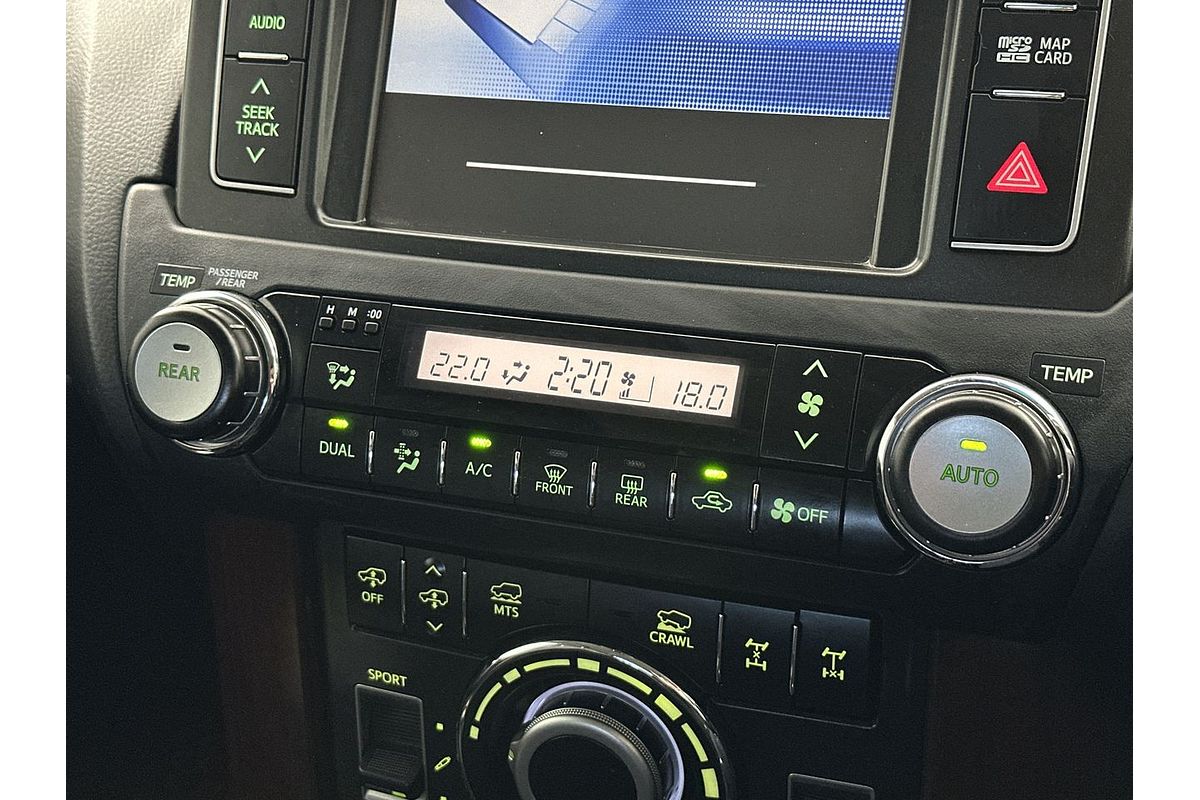 AUDIO
SEEK
TRACK
micro
SD
HC
MAP
CARD
TEMP
PASSENGER
/REAR
H M :00
REAR
22.0 2:20 18.0
TEMP
AUTO
DUAL
A/C
FRONT
REAR
OFF
OFF
MTS
CRAWL
SPORT